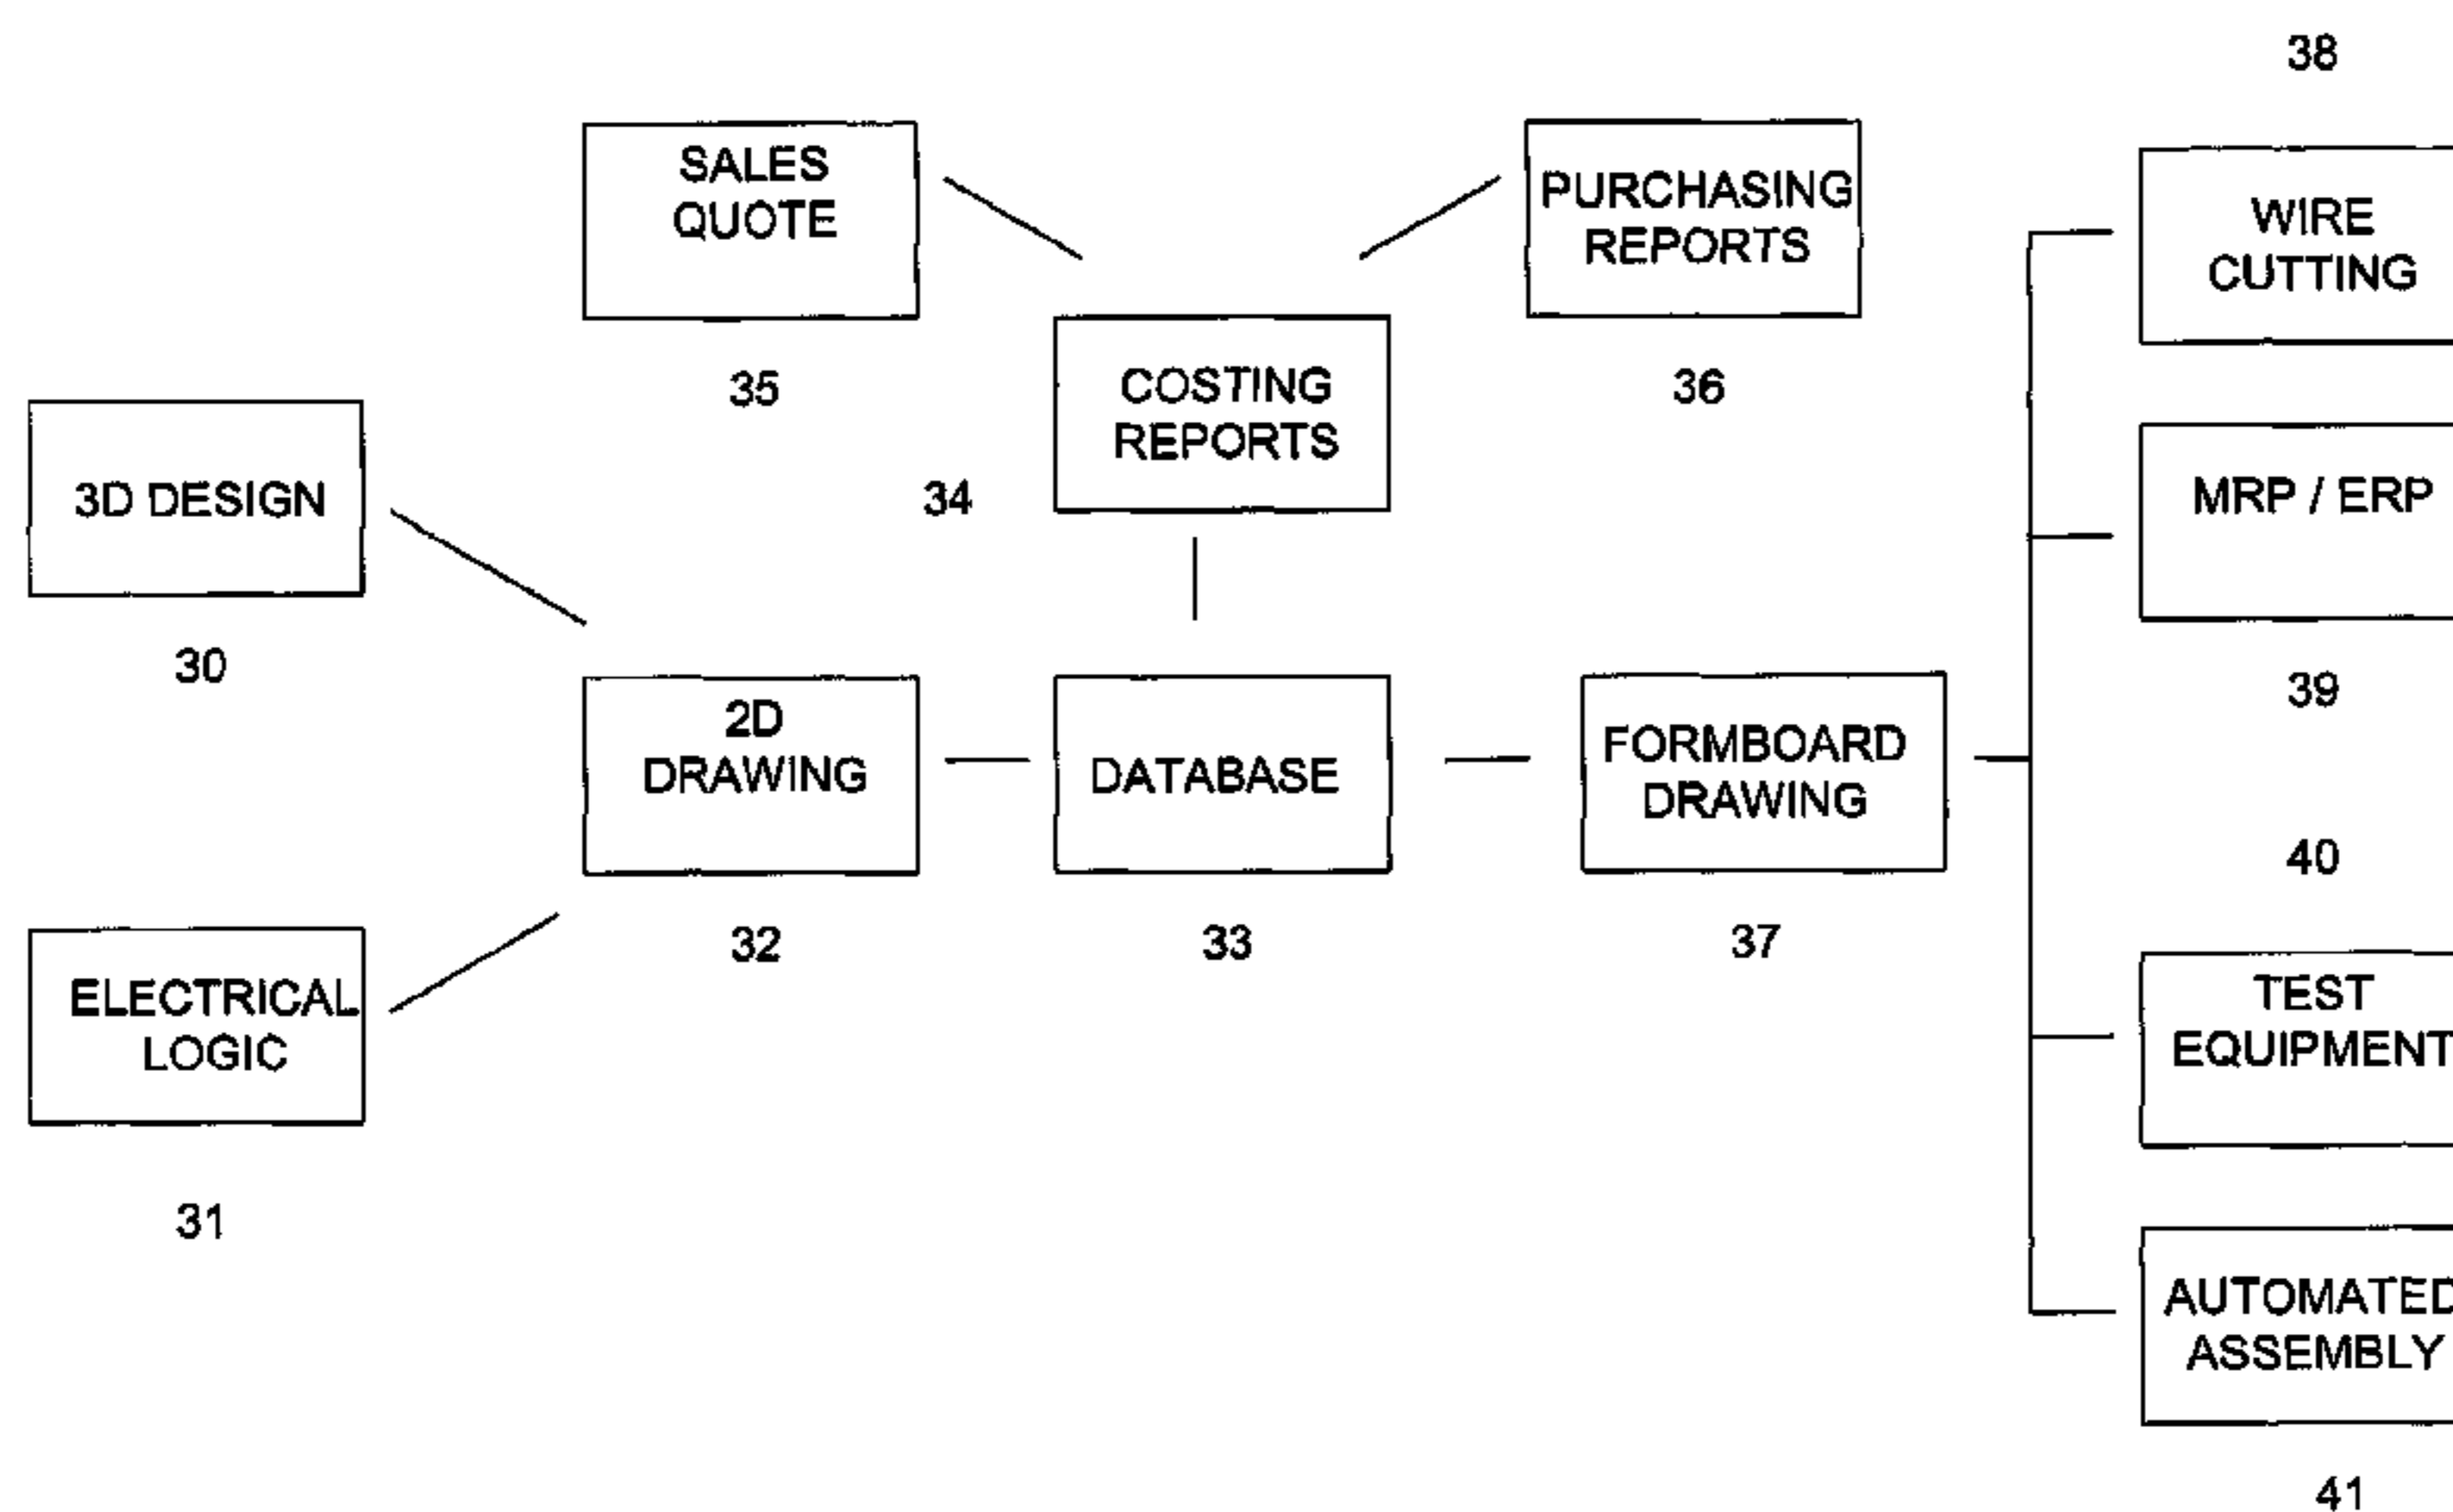 38
SALES
QUOTE
35
PURCHASING
REPORTS
36
WIRE
CUTTING
COSTING
REPORTS
34
3D DESIGN
30
MRP / ERP
39
2D
DRAWING
32
DATABASE
33
FORMBOARD
DRAWING
37
40
ELECTRICAL
LOGIC
31
TEST
EQUIPMENT
AUTOMATED
ASSEMBLY
41